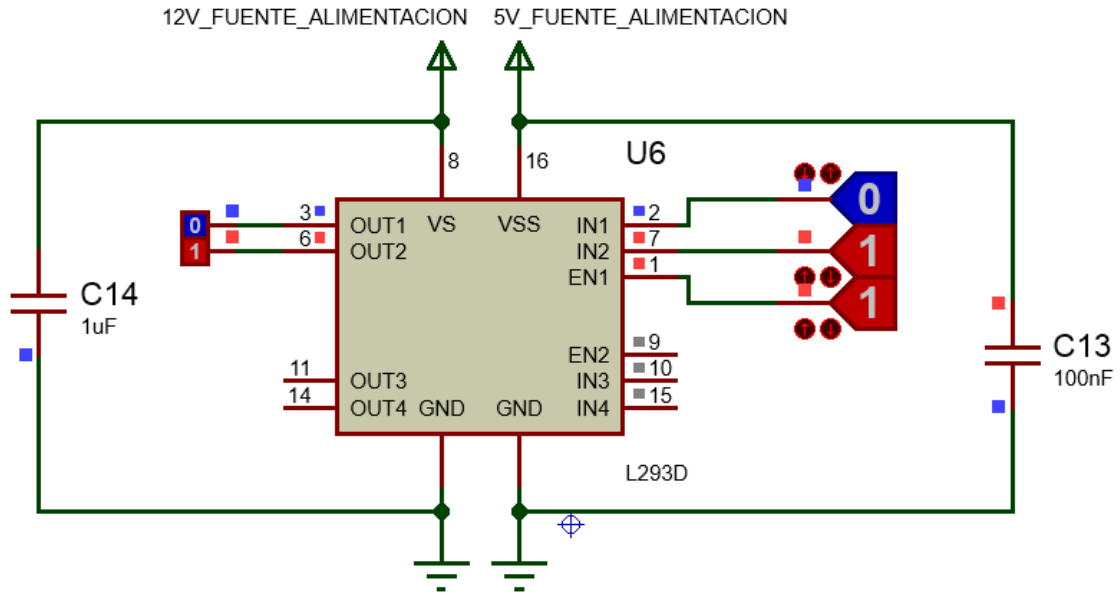 12V_FUENTE_ALIMENTACION 5V_FUENTE_ALIMENTACION
U6
8 16
0
0 3 OUT1 VS VSS IN1 2
1 6 OUT2 IN2 7 1
EN1 1
1
C14
1uF
C13
100nF
EN2 9
11 OUT3 IN3 10
14 OUT4 GND GND IN4 15
L293D